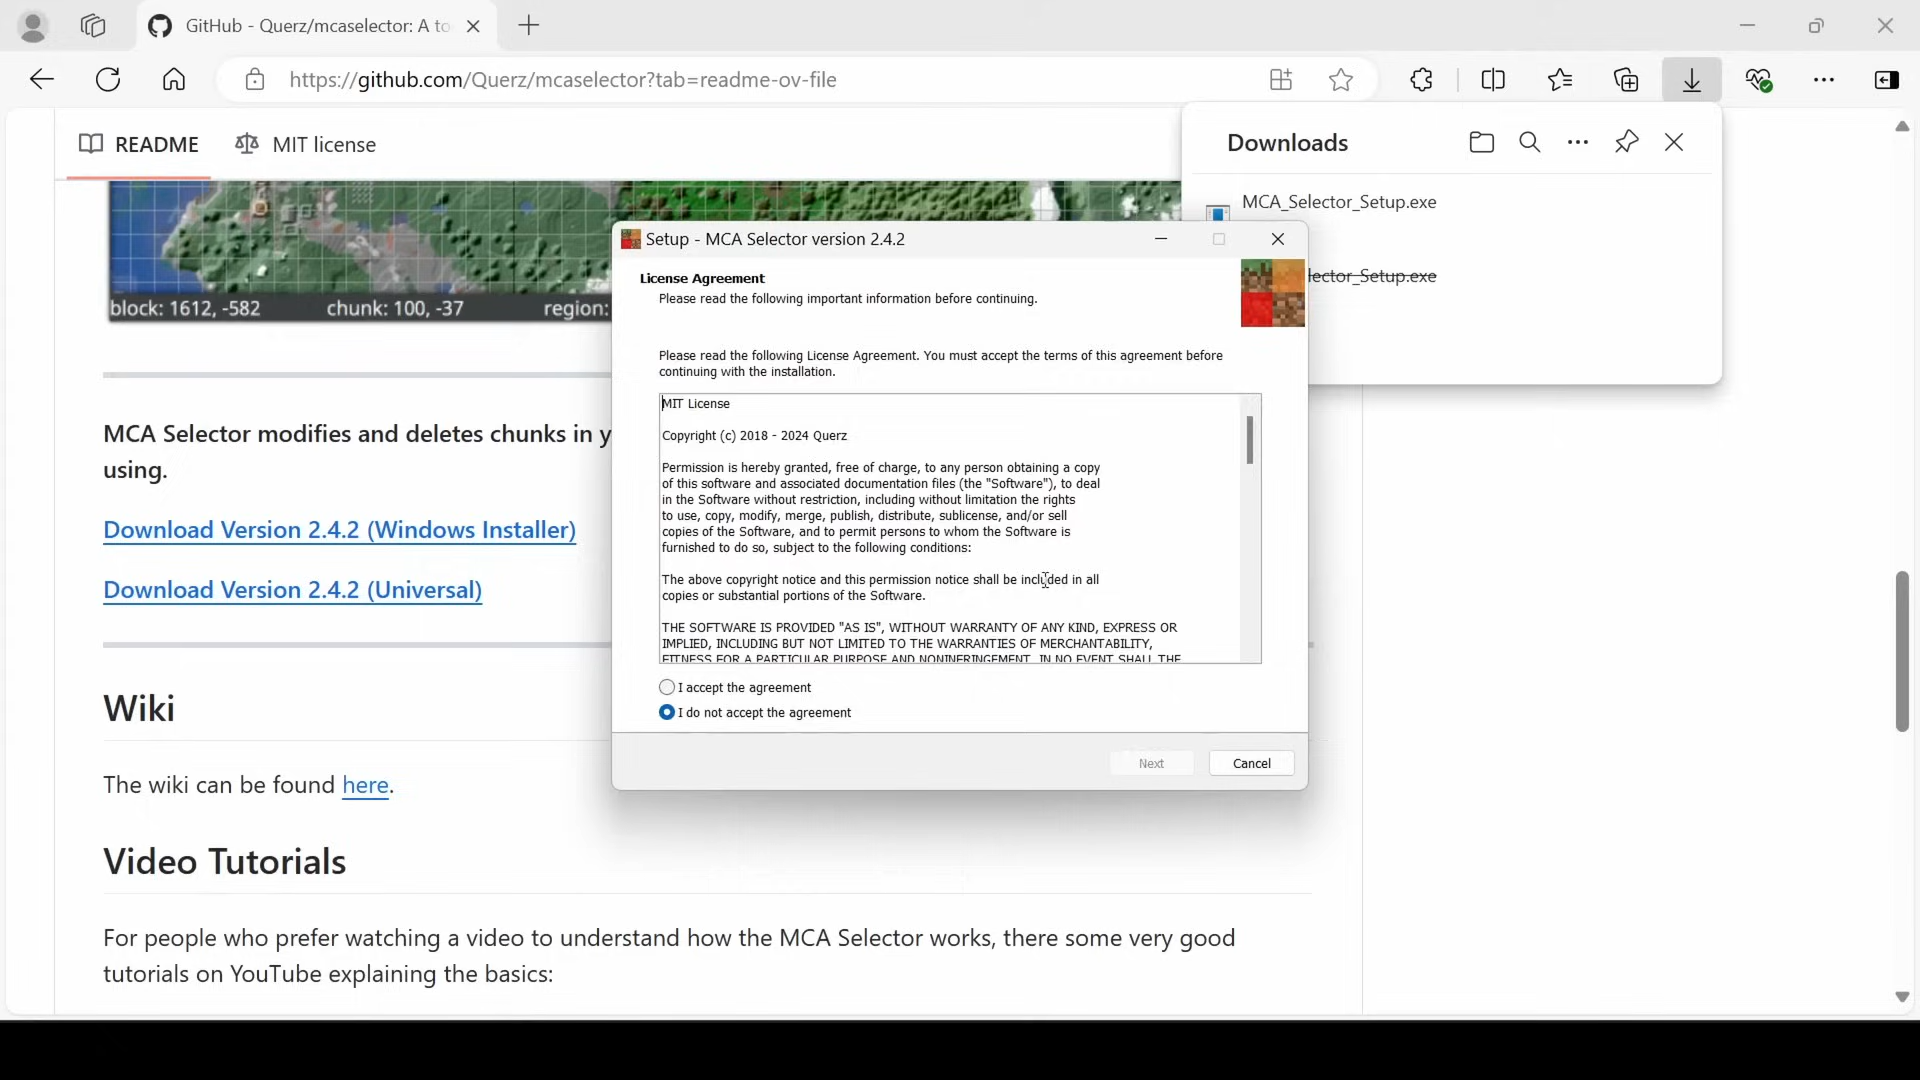 GitHub - Querz/mcaselector: A to
https://github.com/Querz/mcaselector?tab=readme-ov-file
README
MIT license
Downloads
MCA_Selector_Setup.exe
lector_Setup.exe
block: 1612, -582
chunk: 100, -37
region:
MCA Selector modifies and deletes chunks in y
using.
Download Version 2.4.2 (Windows Installer)
Download Version 2.4.2 (Universal)
Wiki
The wiki can be found here.
Video Tutorials
For people who prefer watching a video to understand how the MCA Selector works, there some very good
tutorials on YouTube explaining the basics:
Setup - MCA Selector version 2.4.2
License Agreement
Please read the following important information before continuing.
Please read the following License Agreement. You must accept the terms of this agreement before
continuing with the installation.
MIT License
Copyright (c) 2018 - 2024 Querz
Permission is hereby granted, free of charge, to any person obtaining a copy
of this software and associated documentation files (the "Software"), to deal
in the Software without restriction, including without limitation the rights
to use, copy, modify, merge, publish, distribute, sublicense, and/or sell
copies of the Software, and to permit persons to whom the Software is
furnished to do so, subject to the following conditions:
The above copyright notice and this permission notice shall be included in all
copies or substantial portions of the Software.
THE SOFTWARE IS PROVIDED "AS IS", WITHOUT WARRANTY OF ANY KIND, EXPRESS OR
IMPLIED, INCLUDING BUT NOT LIMITED TO THE WARRANTIES OF MERCHANTABILITY,
FITNESS FOR A PARTICULAR PURPOSE AND NONINFRINGEMENT. IN NO EVENT SHALL THE
I accept the agreement
I do not accept the agreement
Next
Cancel